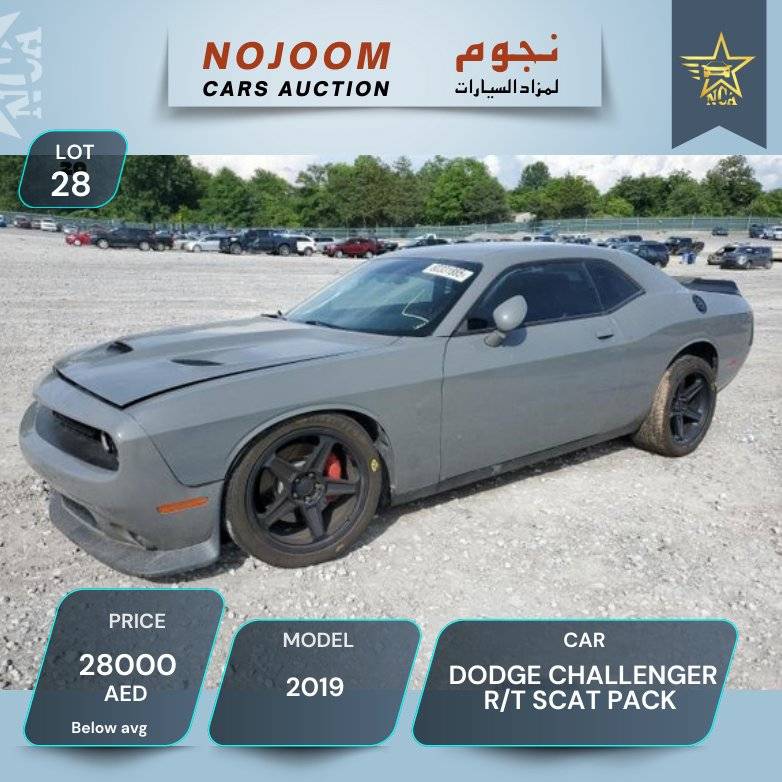 NCA
NOJOOM
CARS AUCTION
نجوم
لمزاد السيارات
NCA
LOT
28
PRICE
28000
AED
Below avg
MODEL
2019
CAR
DODGE CHALLENGER
R/T SCAT PACK